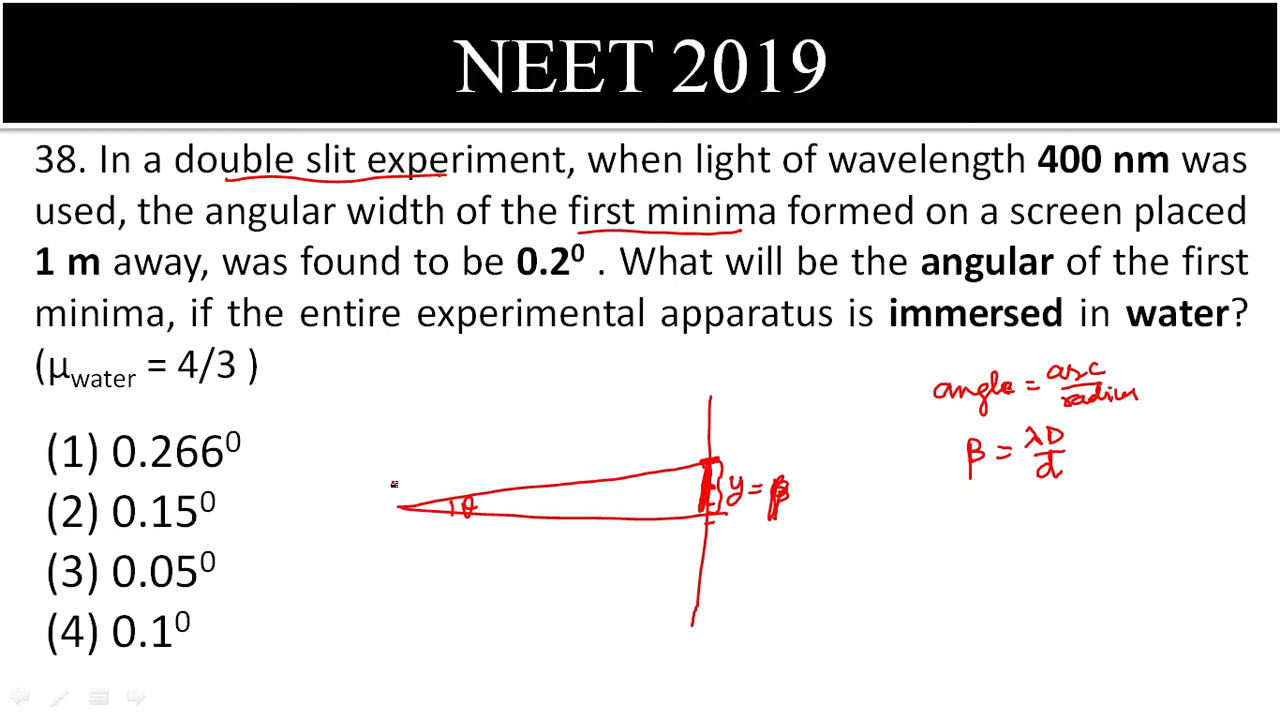 NEET 2019
38. In a double slit experiment, when light of wavelength 400 nm was
used, the angular width of the first minima formed on a screen placed
1 m away, was found to be 0.2⁰ . What will be the angular of the first
minima, if the entire experimental apparatus is immersed in water?
(μwater = 4/3 )
angle = arc/radius
β = λD/d
(1) 0.266⁰
(2) 0.15⁰
(3) 0.05⁰
(4) 0.1⁰
θ
y = β